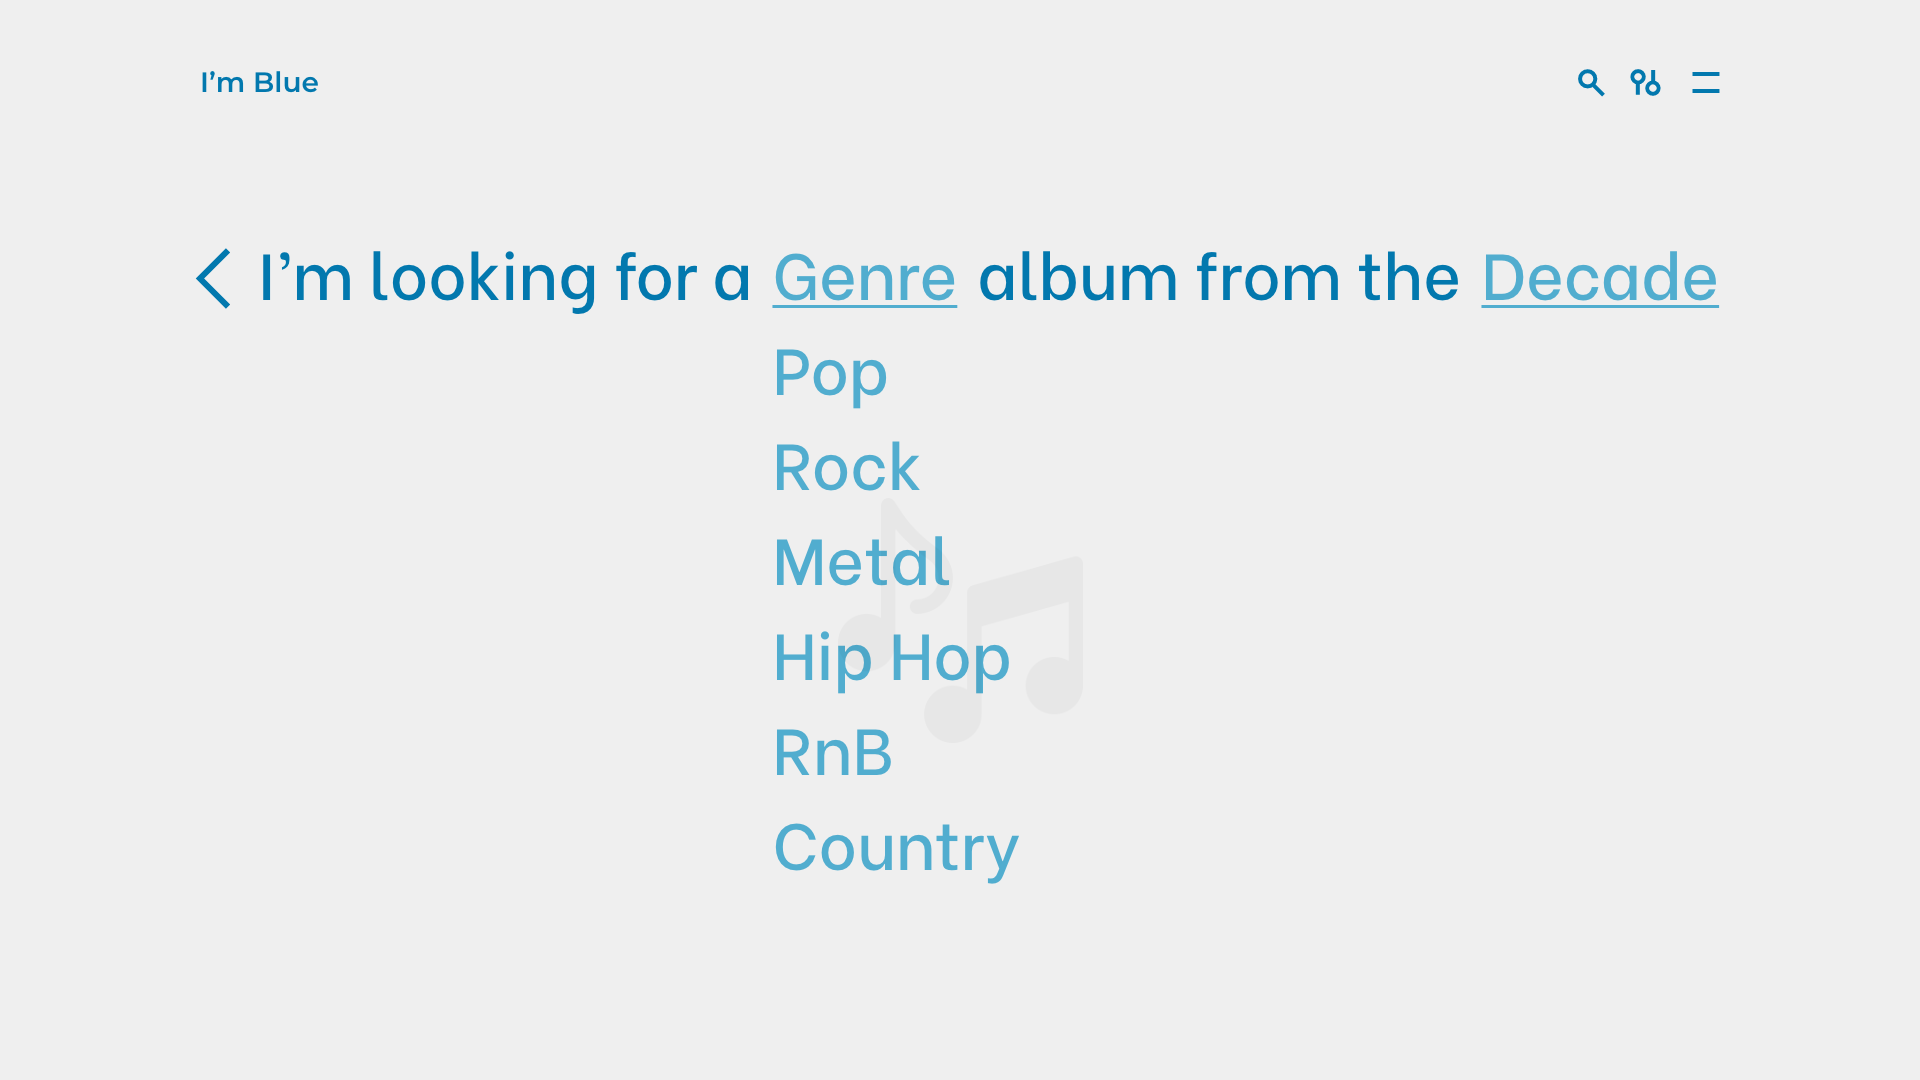 I’m Blue
I’m looking for a Genre album from the Decade
Pop
Rock
Metal
Hip Hop
RnB
Country